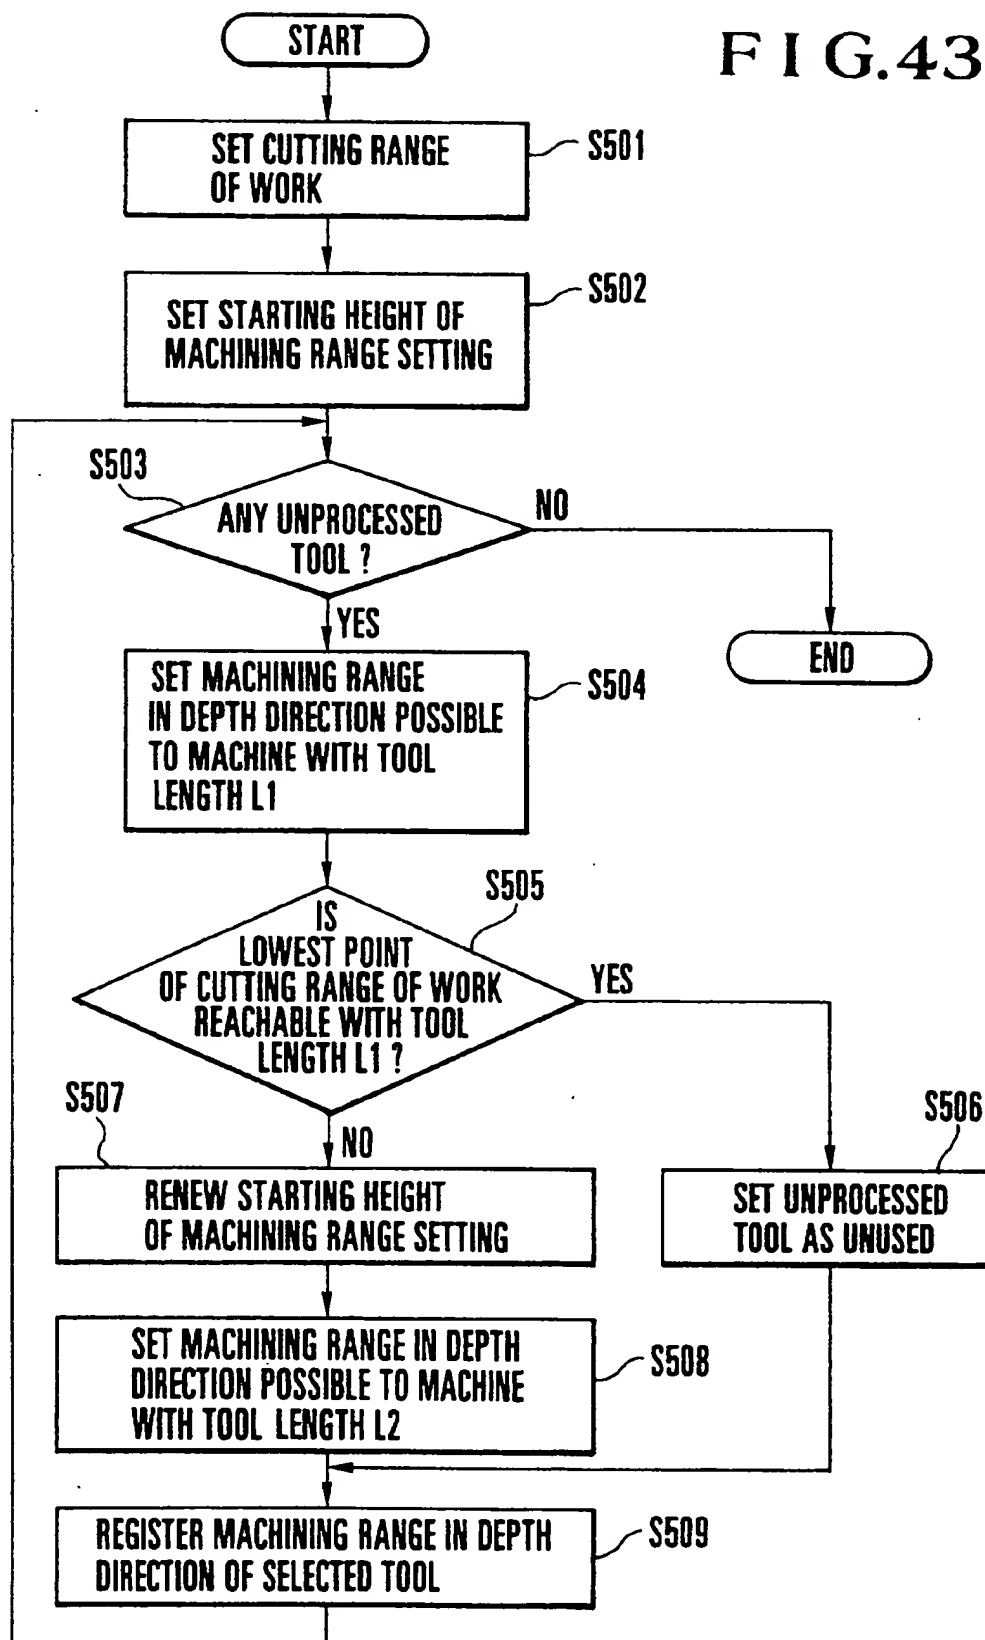 START
F I G.43
SET CUTTING RANGE
OF WORK
S501
SET STARTING HEIGHT OF
MACHINING RANGE SETTING
S502
S503
ANY UNPROCESSED
TOOL ?
NO
YES
END
SET MACHINING RANGE
IN DEPTH DIRECTION POSSIBLE
TO MACHINE WITH TOOL
LENGTH L1
S504
S505
IS
LOWEST POINT
OF CUTTING RANGE OF WORK
REACHABLE WITH TOOL
LENGTH L1 ?
YES
S507
NO
S506
RENEW STARTING HEIGHT
OF MACHINING RANGE SETTING
SET UNPROCESSED
TOOL AS UNUSED
SET MACHINING RANGE IN DEPTH
DIRECTION POSSIBLE TO MACHINE
WITH TOOL LENGTH L2
S508
REGISTER MACHINING RANGE IN DEPTH
DIRECTION OF SELECTED TOOL
S509